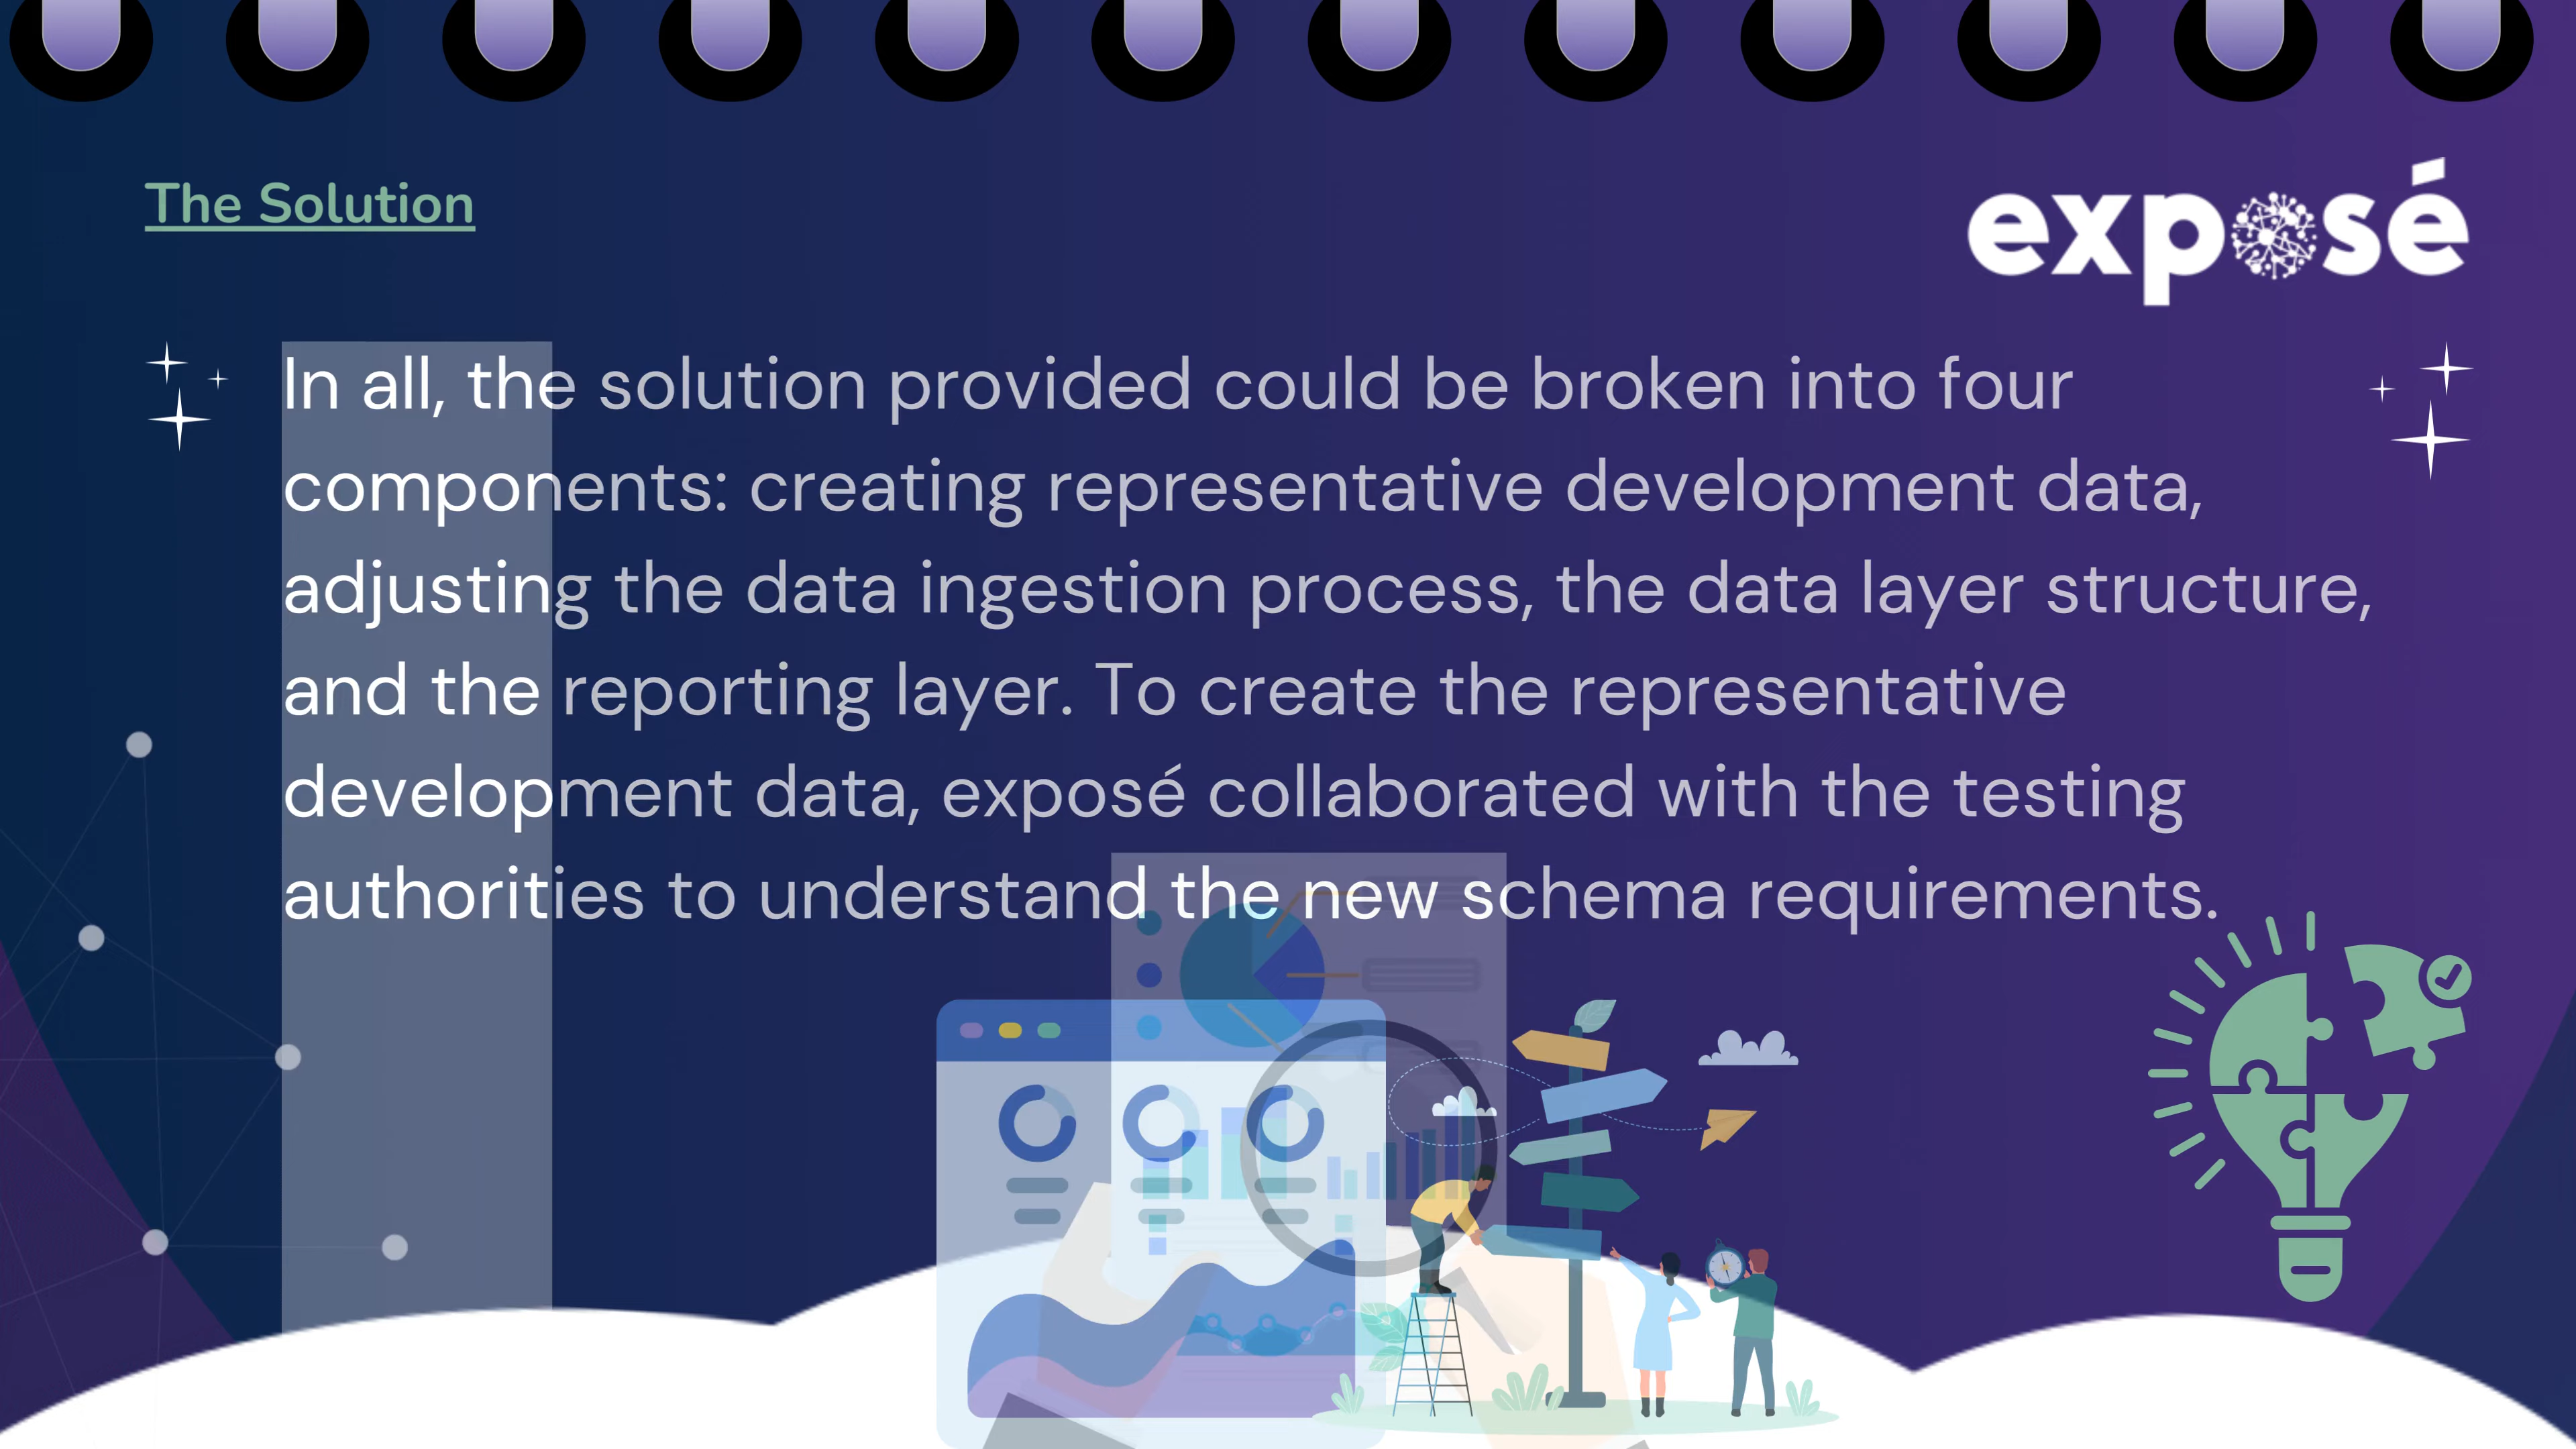 The Solution
exposé
In all, the solution provided could be broken into four
components: creating representative development data,
adjusting the data ingestion process, the data layer structure,
and the reporting layer. To create the representative
development data, exposé collaborated with the testing
authorities to understand the new schema requirements.